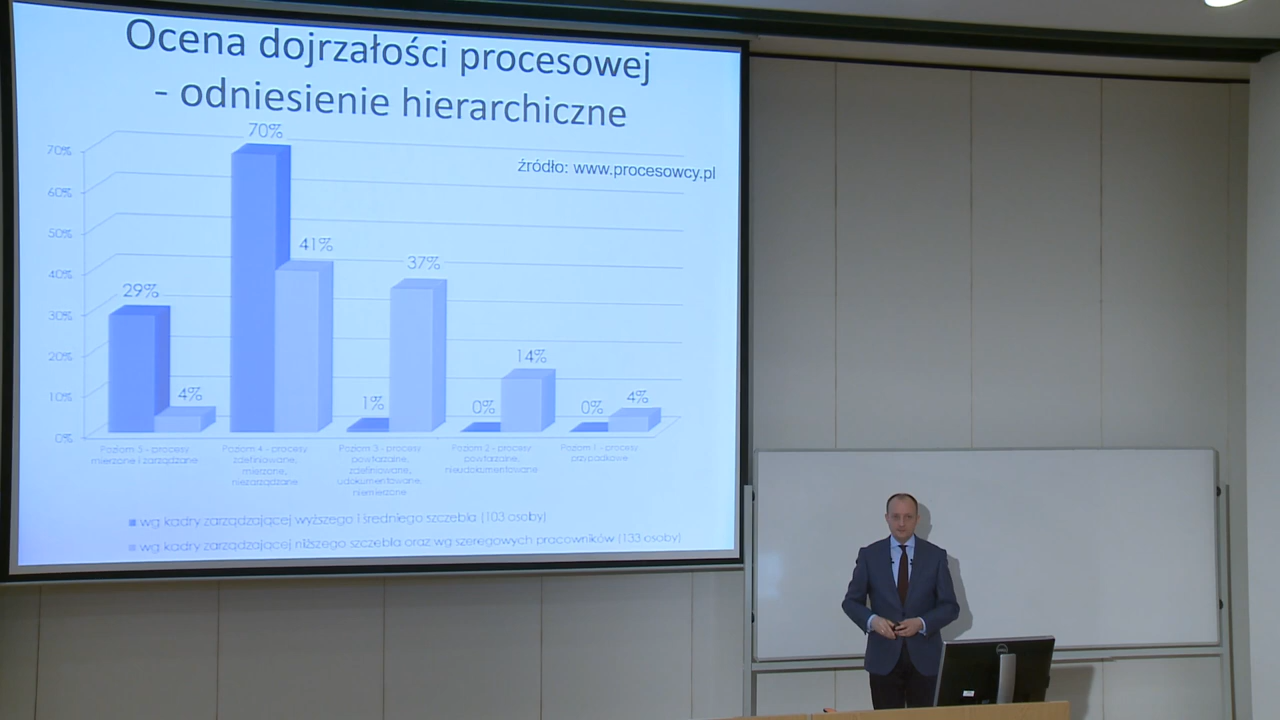 Ocena dojrzałości procesowej
- odniesienie hierarchiczne
źródło: www.procesowcy.pl
70%
60%
50%
40%
30%
20%
10%
0%
29%
4%
70%
41%
1%
37%
0%
14%
0%
4%
Poziom 5 - procesy
mierzone i zarządzane
Poziom 4 - procesy
zdefiniowane,
mierzone,
niezarządzane
Poziom 3 - procesy
powtarzalne,
zdefiniowane,
udokumentowane,
niemierzone
Poziom 2 - procesy
powtarzalne,
nieudokumentowane
Poziom 1 - procesy
przypadkowe
wg kadry zarządzającej wyższego i średniego szczebla (103 osoby)
wg kadry zarządzającej niższego szczebla oraz wg szeregowych pracowników (133 osoby)
DELL